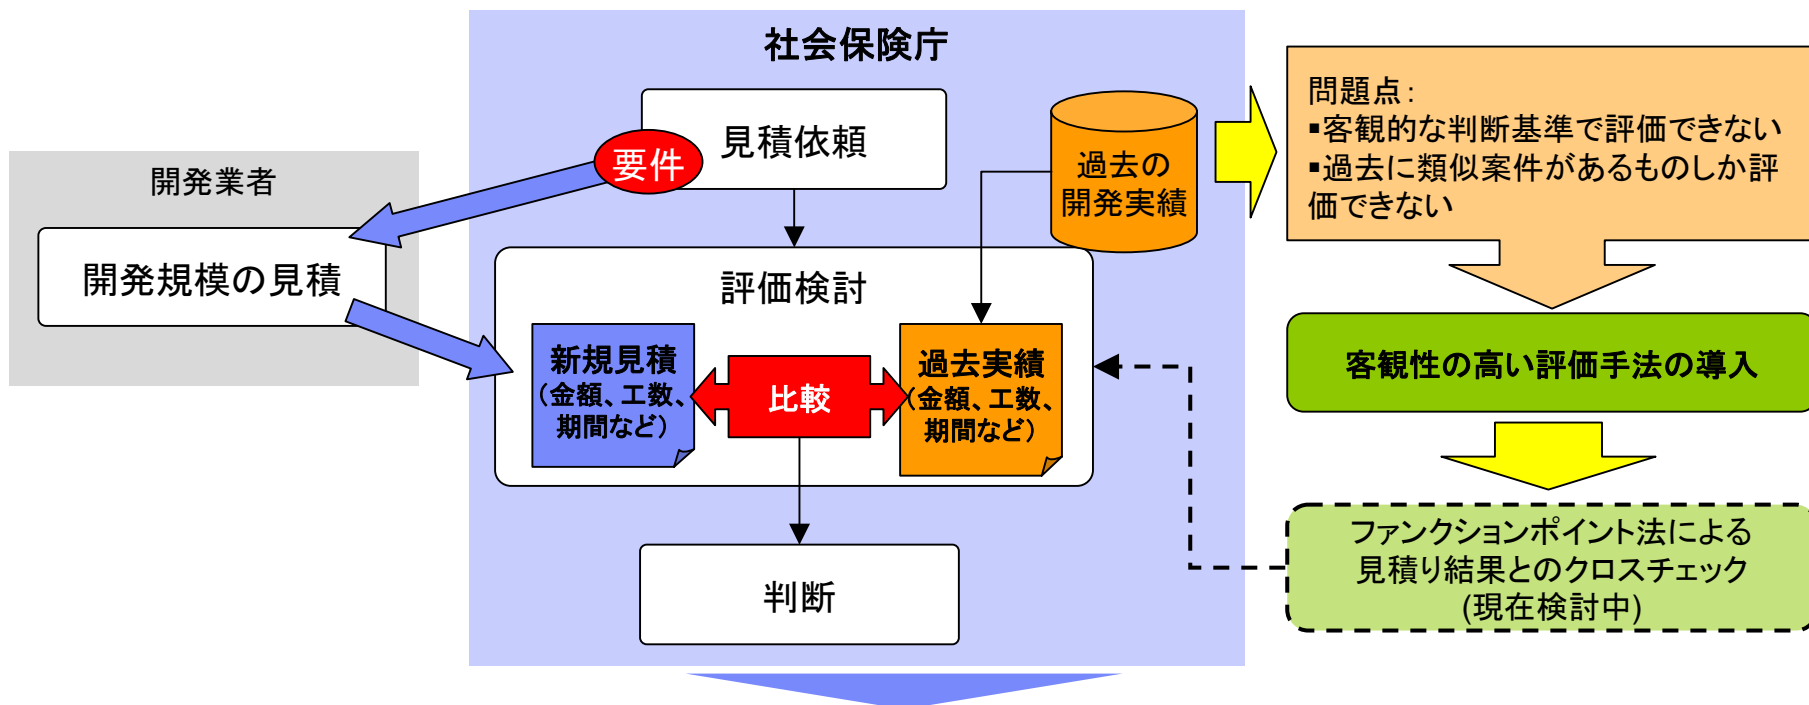 社会保険庁
見積依頼
要件
開発業者
開発規模の見積
過去の
開発実績
評価検討
新規見積
(金額、工数、
期間など)
比較
過去実績
(金額、工数、
期間など)
判断
問題点:
▪客観的な判断基準で評価できない
▪過去に類似案件があるものしか評
価できない
客観性の高い評価手法の導入
ファンクションポイント法による
見積り結果とのクロスチェック
(現在検討中)